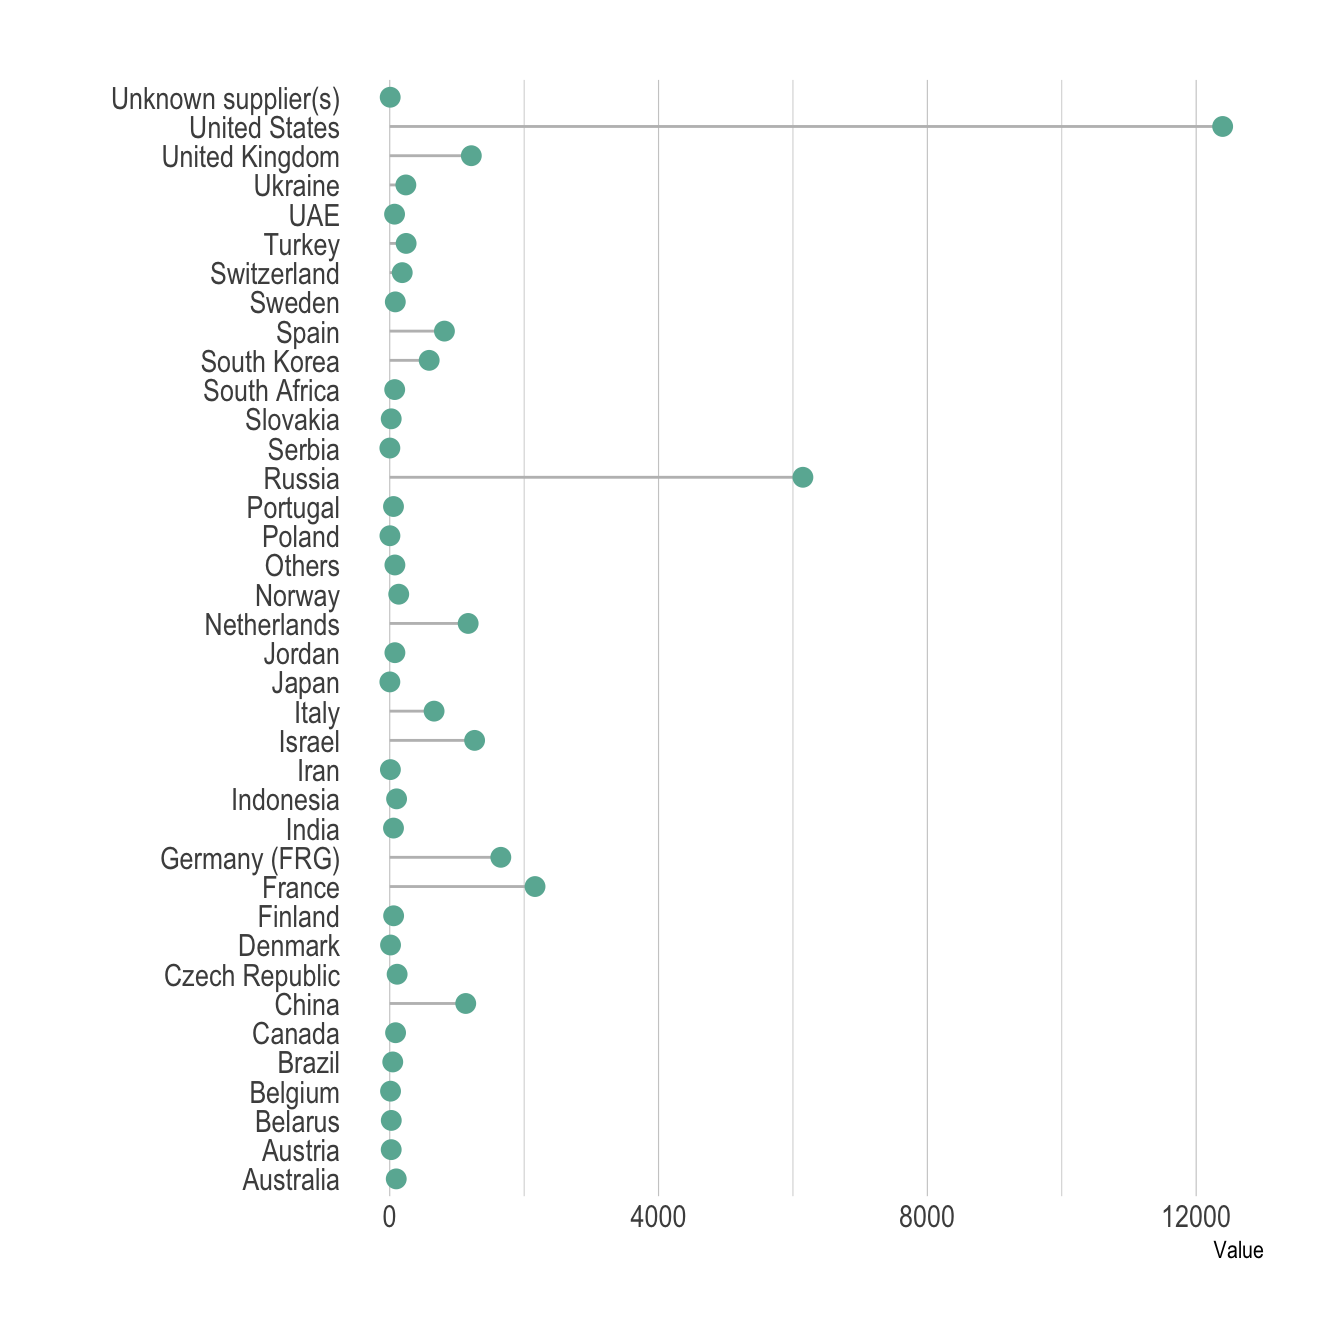 Unknown supplier(s)
United States
United Kingdom
Ukraine
UAE
Turkey
Switzerland
Sweden
Spain
South Korea
South Africa
Slovakia
Serbia
Russia
Portugal
Poland
Others
Norway
Netherlands
Jordan
Japan
Italy
Israel
Iran
Indonesia
India
Germany (FRG)
France
Finland
Denmark
Czech Republic
China
Canada
Brazil
Belgium
Belarus
Austria
Australia
0 4000 8000 12000
Value